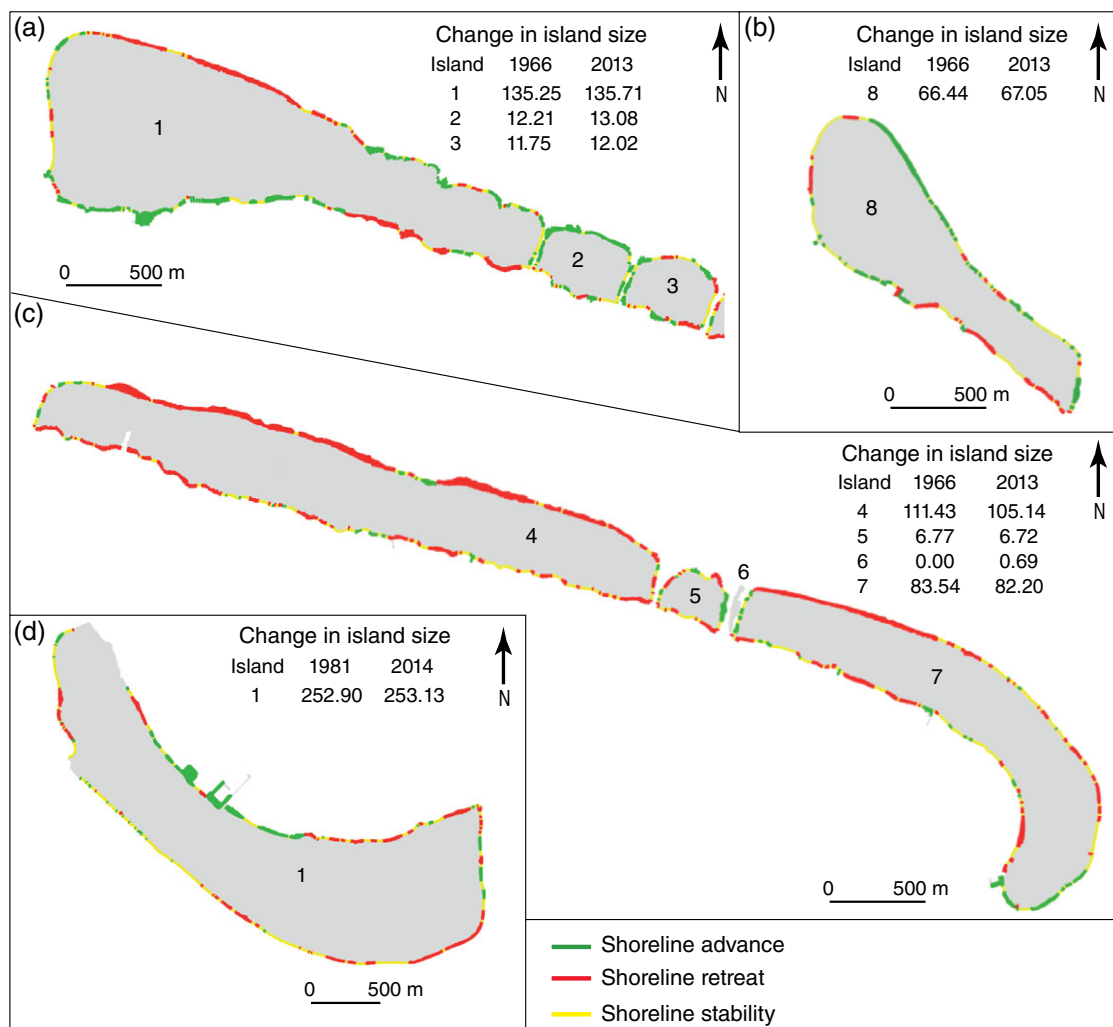 (a)
Change in island size
Island 1966 2013
1 135.25 135.71
2 12.21 13.08
3 11.75 12.02
N
1
2
3
0 500 m
(b)
Change in island size
Island 1966 2013
8 66.44 67.05
N
8
0 500 m
(c)
Change in island size
Island 1966 2013
4 111.43 105.14
5 6.77 6.72
6 0.00 0.69
7 83.54 82.20
N
4
5
6
7
0 500 m
(d)
Change in island size
Island 1981 2014
1 252.90 253.13
N
1
0 500 m
Shoreline advance
Shoreline retreat
Shoreline stability